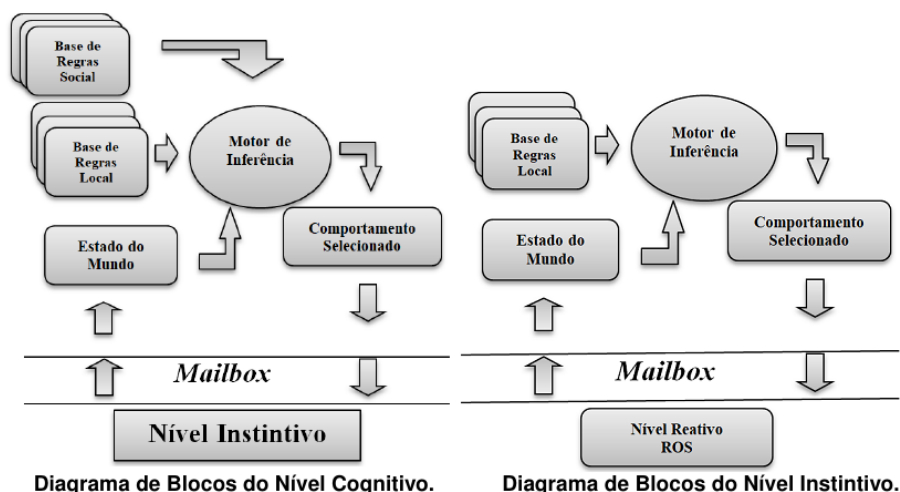 Base de
Regras
Social
Motor de
Inferência
Base de
Regras
Local
Comportamento
Selecionado
Estado do
Mundo
Mailbox
Nível Instintivo
Diagrama de Blocos do Nível Cognitivo.
Base de
Regras
Local
Motor de
Inferência
Comportamento
Selecionado
Estado do
Mundo
Mailbox
Nível Reativo
ROS
Diagrama de Blocos do Nível Instintivo.